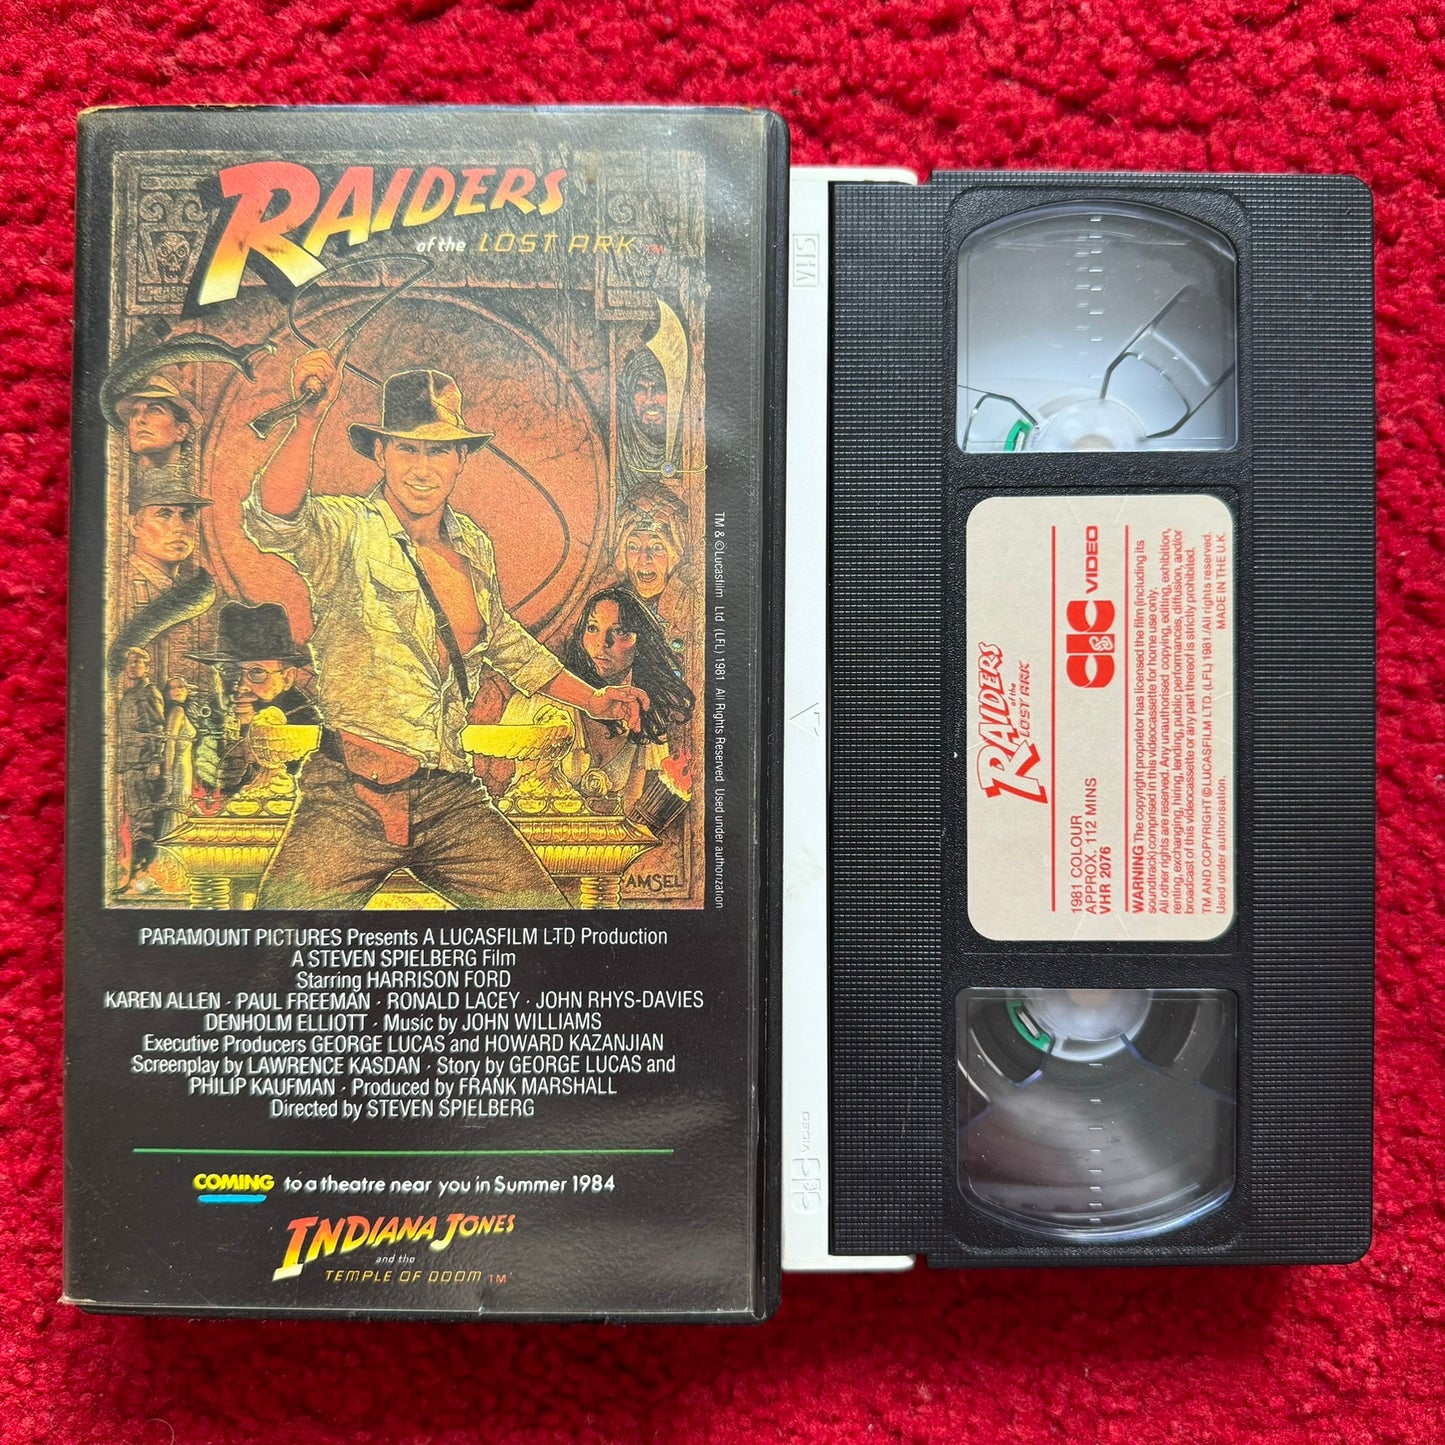 RAIDERS
of the LOST ARK TM
AMSEL
TM & ©Lucasfilm Ltd (LFL) 1981 All Rights Reserved Used under authorization
PARAMOUNT PICTURES Presents A LUCASFILM LTD Production
A STEVEN SPIELBERG Film
Starring HARRISON FORD
KAREN ALLEN · PAUL FREEMAN · RONALD LACEY · JOHN RHYS-DAVIES
DENHOLM ELLIOTT · Music by JOHN WILLIAMS
Executive Producers GEORGE LUCAS and HOWARD KAZANJIAN
Screenplay by LAWRENCE KASDAN · Story by GEORGE LUCAS and
PHILIP KAUFMAN · Produced by FRANK MARSHALL
Directed by STEVEN SPIELBERG
COMING to a theatre near you in Summer 1984
INDIANA JONES
and the
TEMPLE OF DOOM TM
VHS
CIC VIDEO
RAIDERS
of the
LOST ARK
CIC VIDEO
1981 COLOUR
APPROX. 112 MINS
VHR 2076
WARNING The copyright proprietor has licensed the film (including its
soundtrack) comprised in this videocassette for home use only.
All other rights are reserved. Any unauthorised copying, editing, exhibition,
renting, exchanging, hiring, lending, public performances, diffusion, and/or
broadcast of this videocassette or any part thereof is strictly prohibited.
TM AND COPYRIGHT © LUCASFILM LTD. (LFL) 1981. All rights reserved.
Used under authorisation. MADE IN THE U.K.